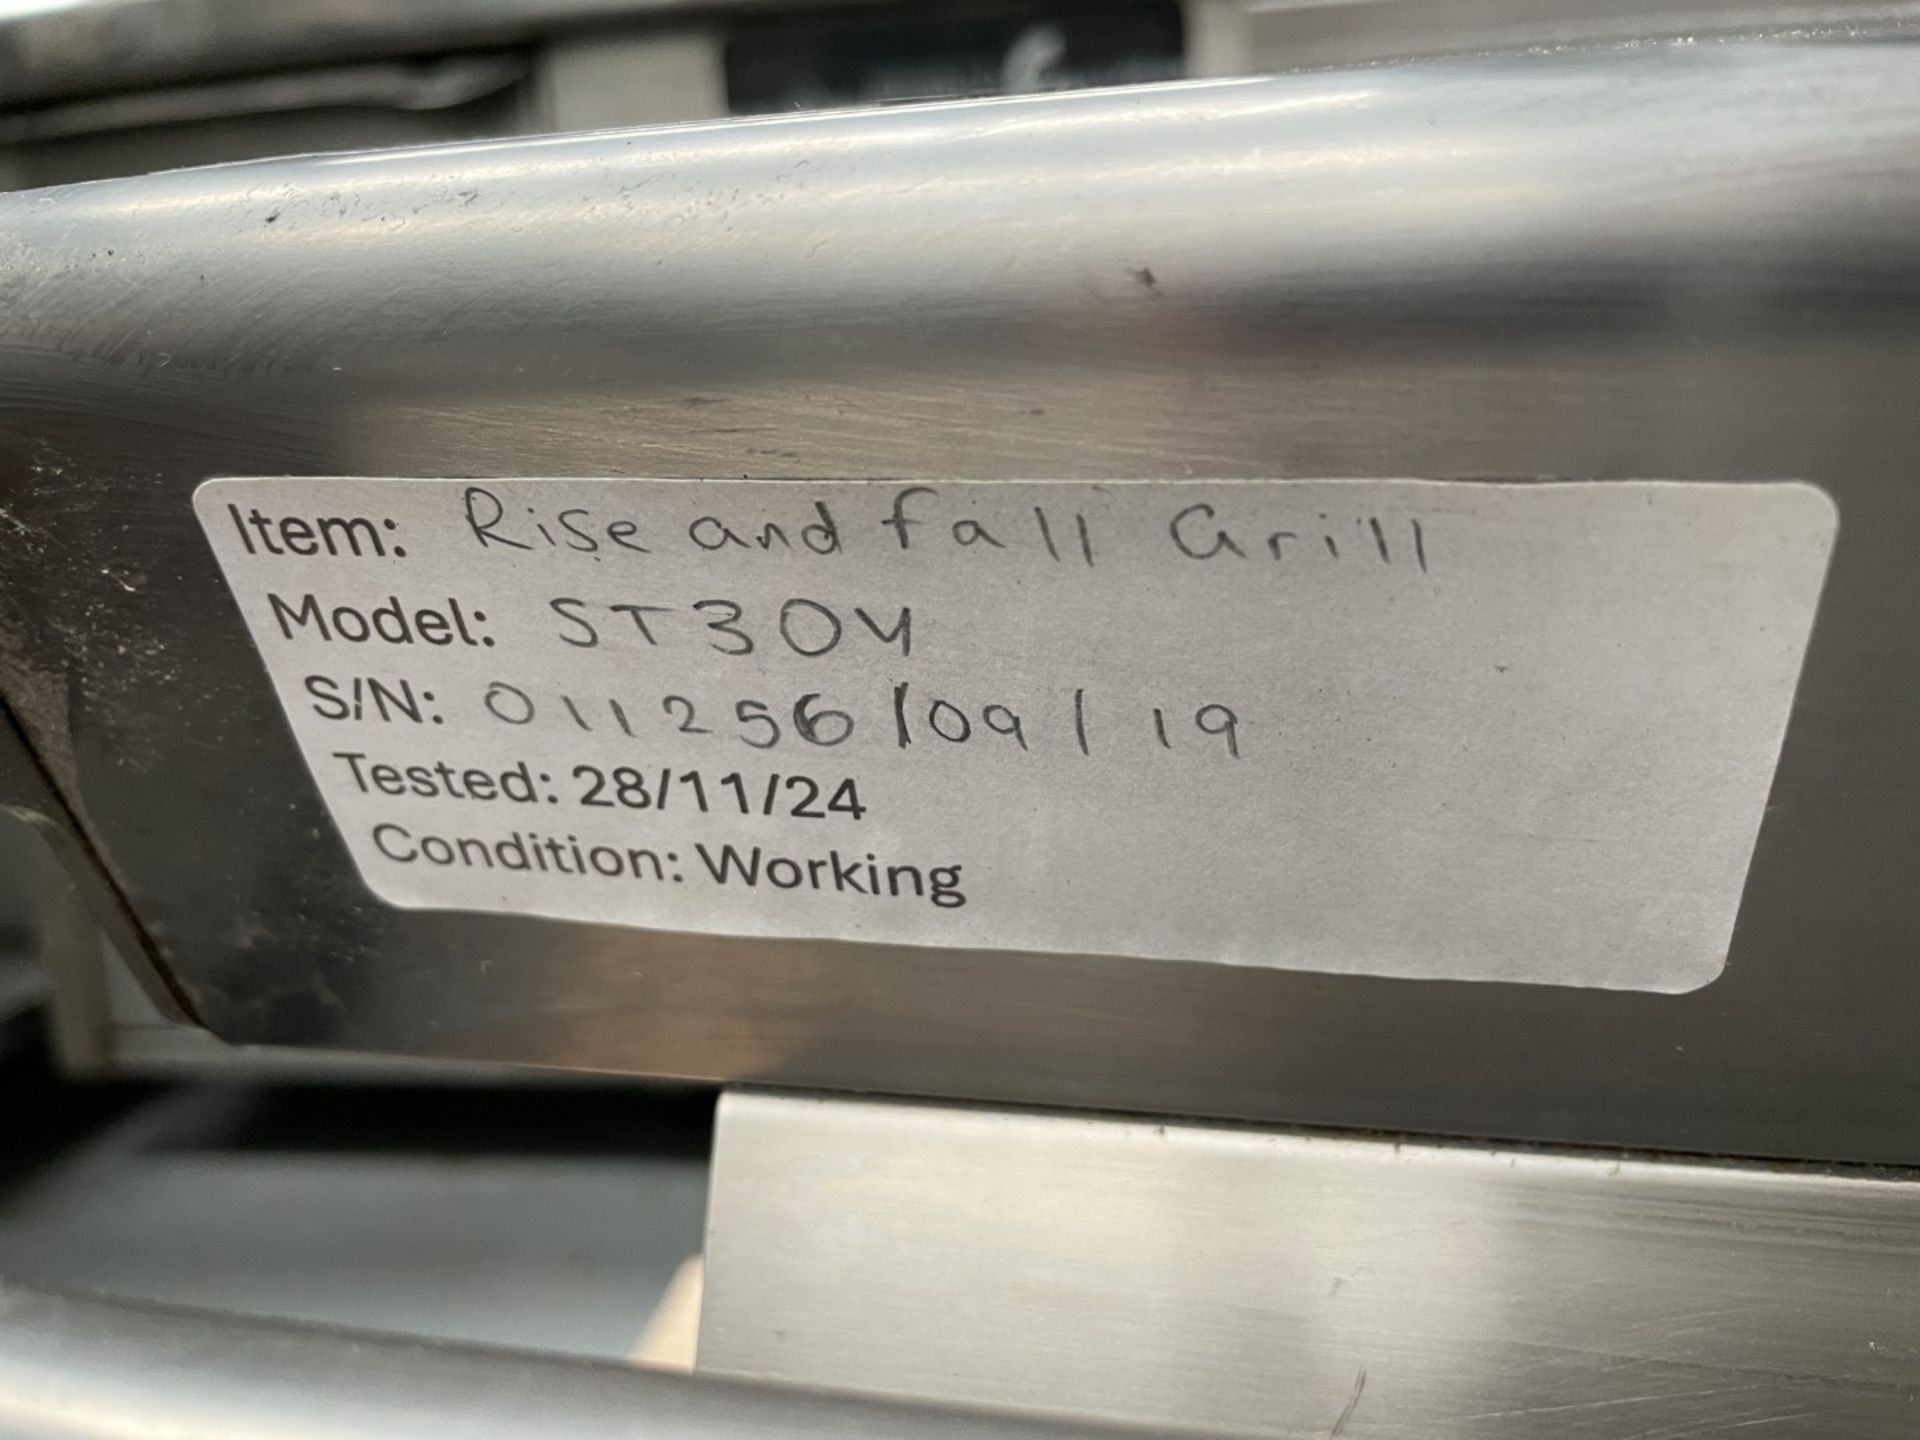 Item: Rise and fall Grill
Model: ST30Y
S/N: 011256/09/19
Tested: 28/11/24
Condition: Working